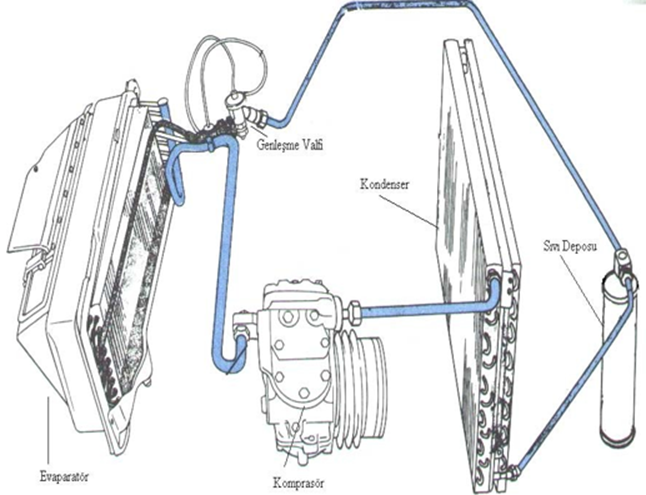 Genleşme Valfi
Kondenser
Sıvı Deposu
Evaparatör
Komprasör